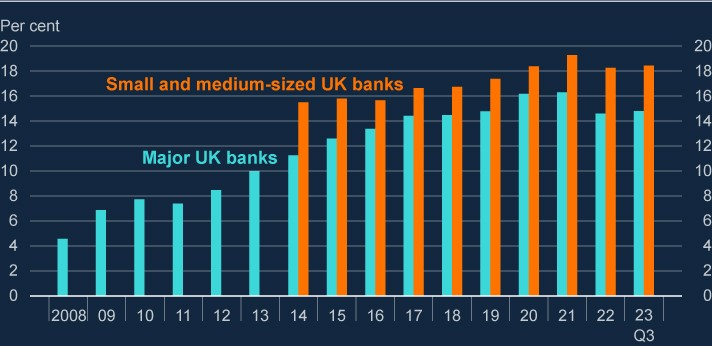 Per cent
20 20
18 18
Small and medium-sized UK banks
16 16
14 14
Major UK banks
12 12
10 10
8 8
6 6
4 4
2 2
0 0
2008 09 10 11 12 13 14 15 16 17 18 19 20 21 22 23
Q3